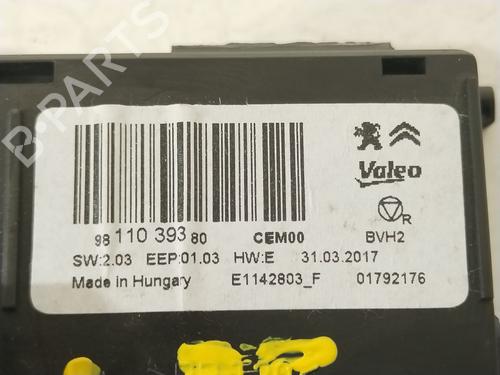 Valeo
R
98 110 393 80 CEM00 BVH2
SW:2.03 EEP:01.03 HW:E 31.03.2017
Made in Hungary E1142803_F 01792176
B-PARTS